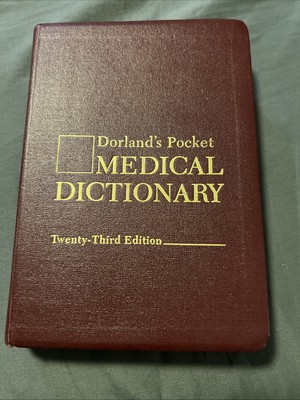 Dorland's Pocket
MEDICAL
DICTIONARY
Twenty-Third Edition